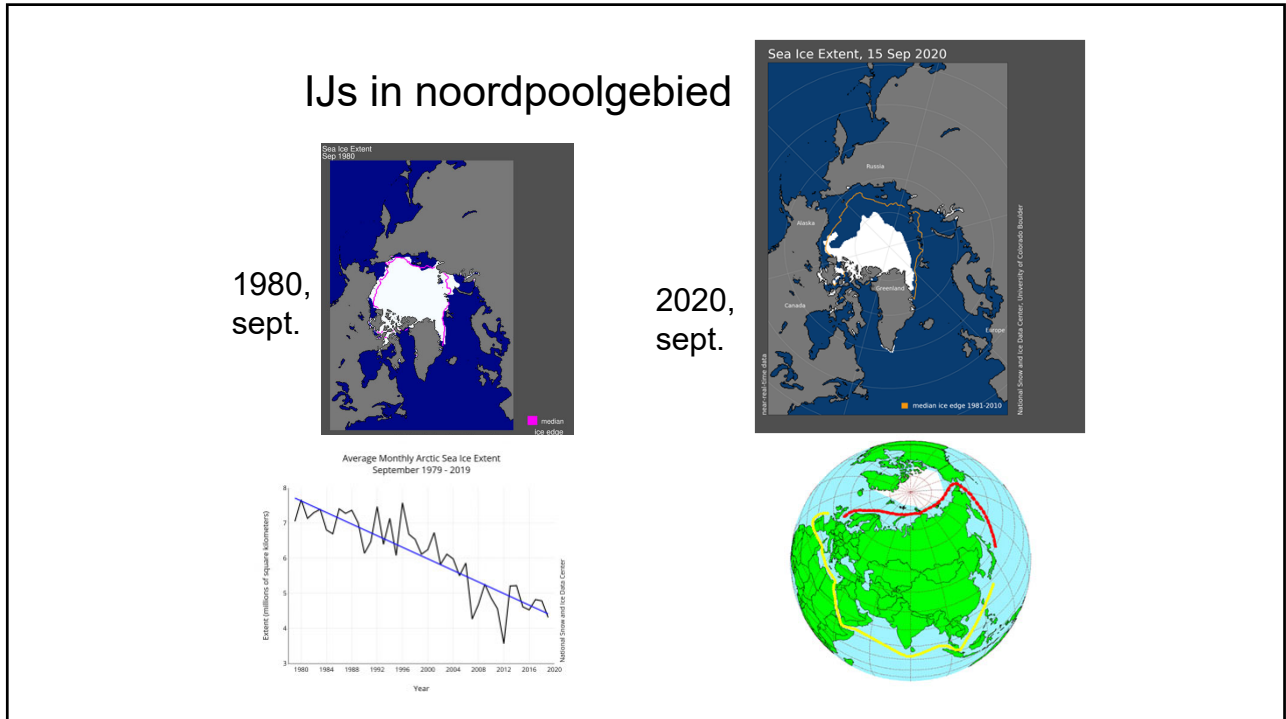 IJs in noordpoolgebied
Sea Ice Extent
Sep 1980
median
ice edge
1980,
sept.
Sea Ice Extent, 15 Sep 2020
Russia
Alaska
Greenland
Canada
Europe
near-real-time data
median ice edge 1981-2010
National Snow and Ice Data Center, University of Colorado Boulder
2020,
sept.
Average Monthly Arctic Sea Ice Extent
September 1979 - 2019
Extent (millions of square kilometers)
8
7
6
5
4
3
1980 1984 1988 1992 1996 2000 2004 2008 2012 2016 2020
Year
National Snow and Ice Data Center